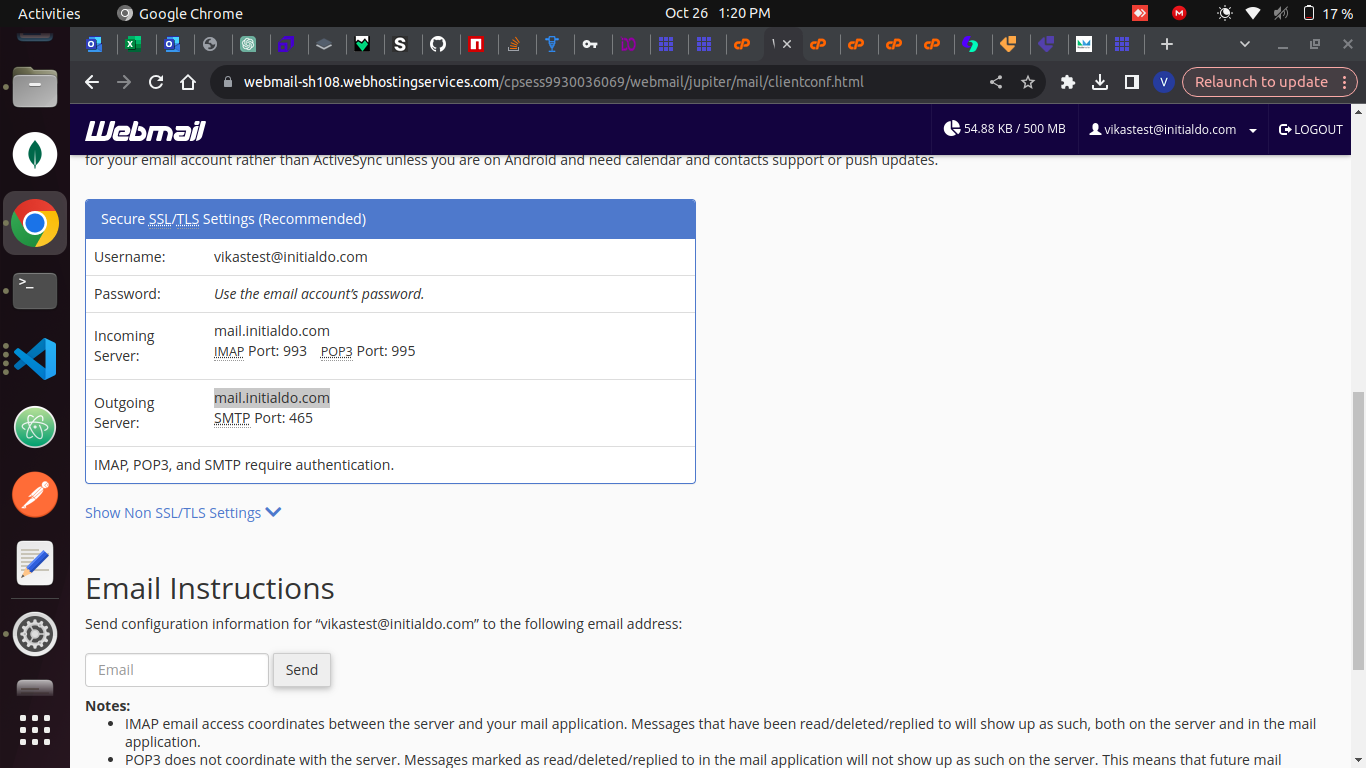 Activities
Google Chrome
Oct 26 1:20 PM
17 %
webmail-sh108.webhostingservices.com/cpsess9930036069/webmail/jupiter/mail/clientconf.html
V
Relaunch to update
Webmail
54.88 KB / 500 MB
vikastest@initialdo.com
LOGOUT
for your email account rather than ActiveSync unless you are on Android and need calendar and contacts support or push updates.
Secure SSL/TLS Settings (Recommended)
Username: vikastest@initialdo.com
Password: Use the email account’s password.
Incoming Server: mail.initialdo.com
IMAP Port: 993 POP3 Port: 995
Outgoing Server: mail.initialdo.com
SMTP Port: 465
IMAP, POP3, and SMTP require authentication.
Show Non SSL/TLS Settings
Email Instructions
Send configuration information for “vikastest@initialdo.com” to the following email address:
Email
Send
Notes:
• IMAP email access coordinates between the server and your mail application. Messages that have been read/deleted/replied to will show up as such, both on the server and in the mail
application.
• POP3 does not coordinate with the server. Messages marked as read/deleted/replied to in the mail application will not show up as such on the server. This means that future mail